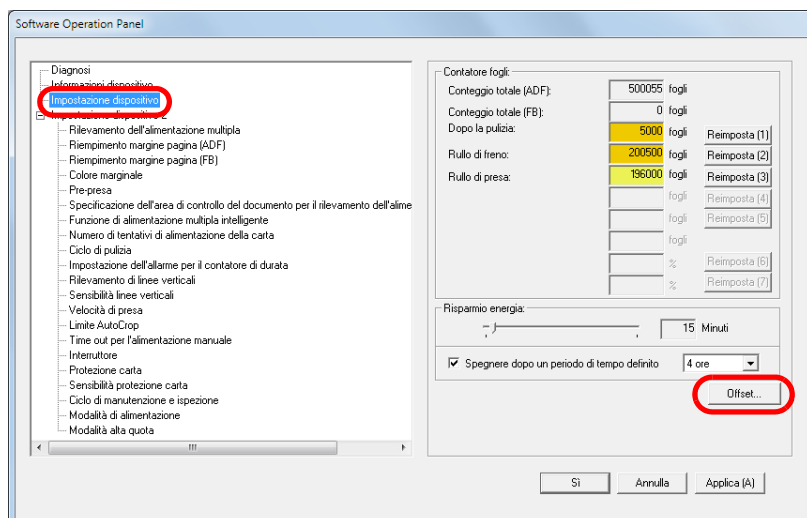 Software Operation Panel
Diagnosi
Informazioni dispositivo
Impostazione dispositivo
Impostazione dispositivo 2
Rilevamento dell'alimentazione multipla
Riempimento margine pagina (ADF)
Riempimento margine pagina (FB)
Colore marginale
Pre-presa
Specificazione dell'area di controllo del documento per il rilevamento dell'alime
Funzione di alimentazione multipla intelligente
Numero di tentativi di alimentazione della carta
Ciclo di pulizia
Impostazione dell'allarme per il contatore di durata
Rilevamento di linee verticali
Sensibilità linee verticali
Velocità di presa
Limite AutoCrop
Time out per l'alimentazione manuale
Interruttore
Protezione carta
Sensibilità protezione carta
Ciclo di manutenzione e ispezione
Modalità di alimentazione
Modalità alta quota
Contatore fogli:
Conteggio totale (ADF): 500055 fogli
Conteggio totale (FB): 0 fogli
Dopo la pulizia: 5000 fogli Reimposta (1)
Rullo di freno: 200500 fogli Reimposta (2)
Rullo di presa: 196000 fogli Reimposta (3)
fogli Reimposta (4)
fogli Reimposta (5)
fogli
% Reimposta (6)
% Reimposta (7)
Risparmio energia:
15 Minuti
Spegnere dopo un periodo di tempo definito 4 ore
Offset...
Sì Annulla Applica (A)